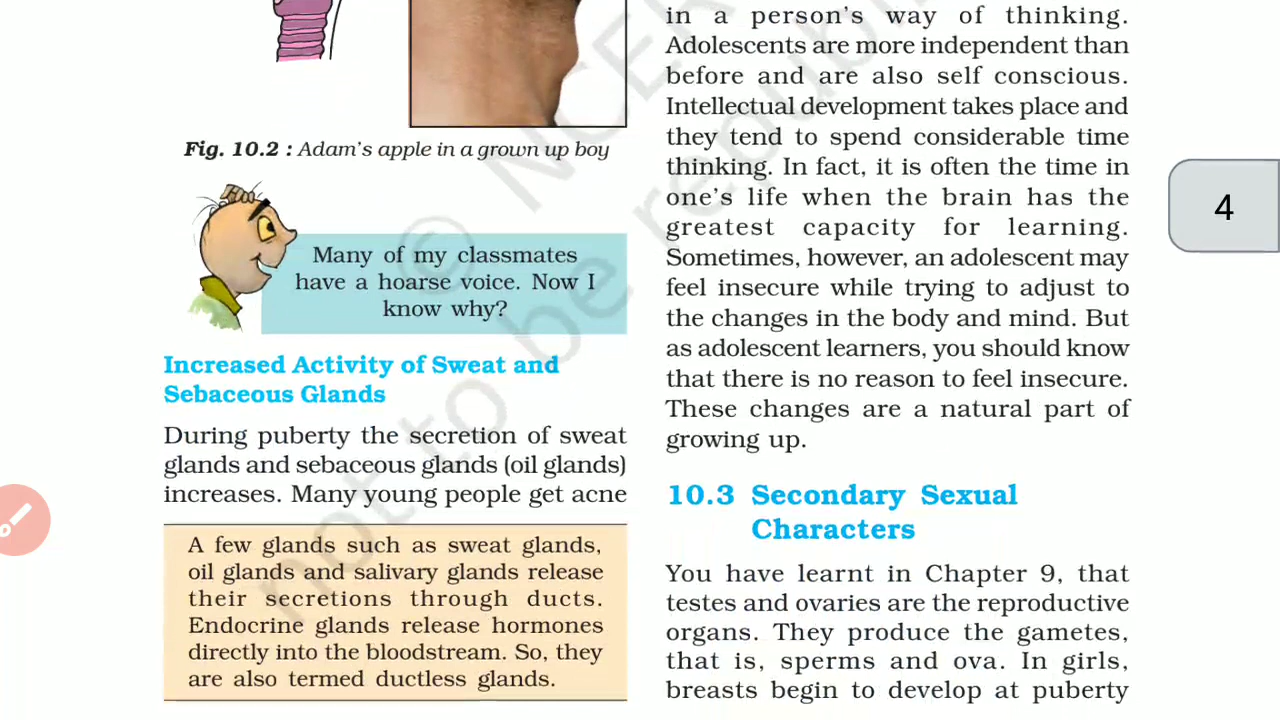 Fig. 10.2 : Adam's apple in a grown up boy
Many of my classmates
have a hoarse voice. Now I
know why?
Increased Activity of Sweat and
Sebaceous Glands
During puberty the secretion of sweat
glands and sebaceous glands (oil glands)
increases. Many young people get acne
A few glands such as sweat glands,
oil glands and salivary glands release
their secretions through ducts.
Endocrine glands release hormones
directly into the bloodstream. So, they
are also termed ductless glands.
in a person's way of thinking.
Adolescents are more independent than
before and are also self conscious.
Intellectual development takes place and
they tend to spend considerable time
thinking. In fact, it is often the time in
one's life when the brain has the
greatest capacity for learning.
Sometimes, however, an adolescent may
feel insecure while trying to adjust to
the changes in the body and mind. But
as adolescent learners, you should know
that there is no reason to feel insecure.
These changes are a natural part of
growing up.
10.3 Secondary Sexual
Characters
You have learnt in Chapter 9, that
testes and ovaries are the reproductive
organs. They produce the gametes,
that is, sperms and ova. In girls,
breasts begin to develop at puberty
4
© NCER
not to be republi